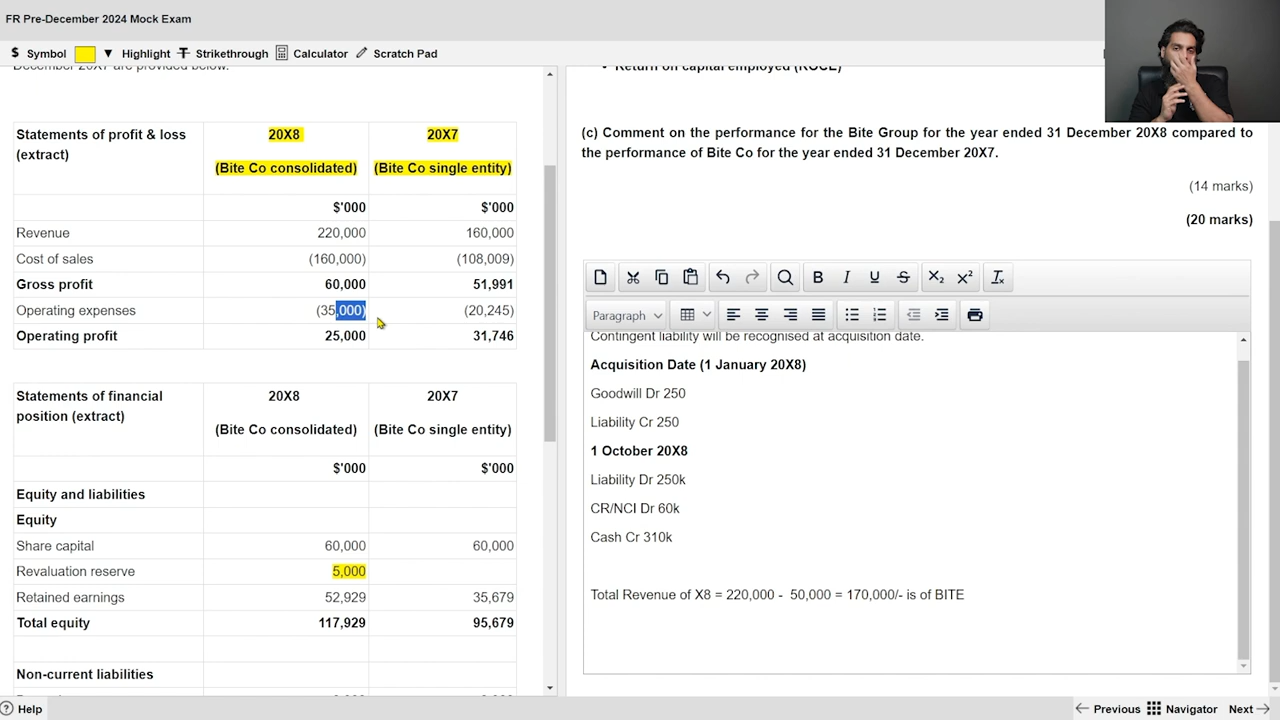 FR Pre-December 2024 Mock Exam
$ Symbol Highlight T Strikethrough Calculator Scratch Pad
December 20X7 are provided below.
Statements of profit & loss (extract) 20X8 (Bite Co consolidated) 20X7 (Bite Co single entity)
$'000 $'000
Revenue 220,000 160,000
Cost of sales (160,000) (108,009)
Gross profit 60,000 51,991
Operating expenses (35,000) (20,245)
Operating profit 25,000 31,746
Statements of financial position (extract) 20X8 (Bite Co consolidated) 20X7 (Bite Co single entity)
$'000 $'000
Equity and liabilities
Equity
Share capital 60,000 60,000
Revaluation reserve 5,000
Retained earnings 52,929 35,679
Total equity 117,929 95,679
Non-current liabilities
• Return on capital employed (ROCE)
(c) Comment on the performance for the Bite Group for the year ended 31 December 20X8 compared to
the performance of Bite Co for the year ended 31 December 20X7.
(14 marks)
(20 marks)
B I U S X₂ X² Tx
Paragraph
Contingent liability will be recognised at acquisition date.
Acquisition Date (1 January 20X8)
Goodwill Dr 250
Liability Cr 250
1 October 20X8
Liability Dr 250k
CR/NCI Dr 60k
Cash Cr 310k
Total Revenue of X8 = 220,000 - 50,000 = 170,000/- is of BITE
Help
Previous Navigator Next